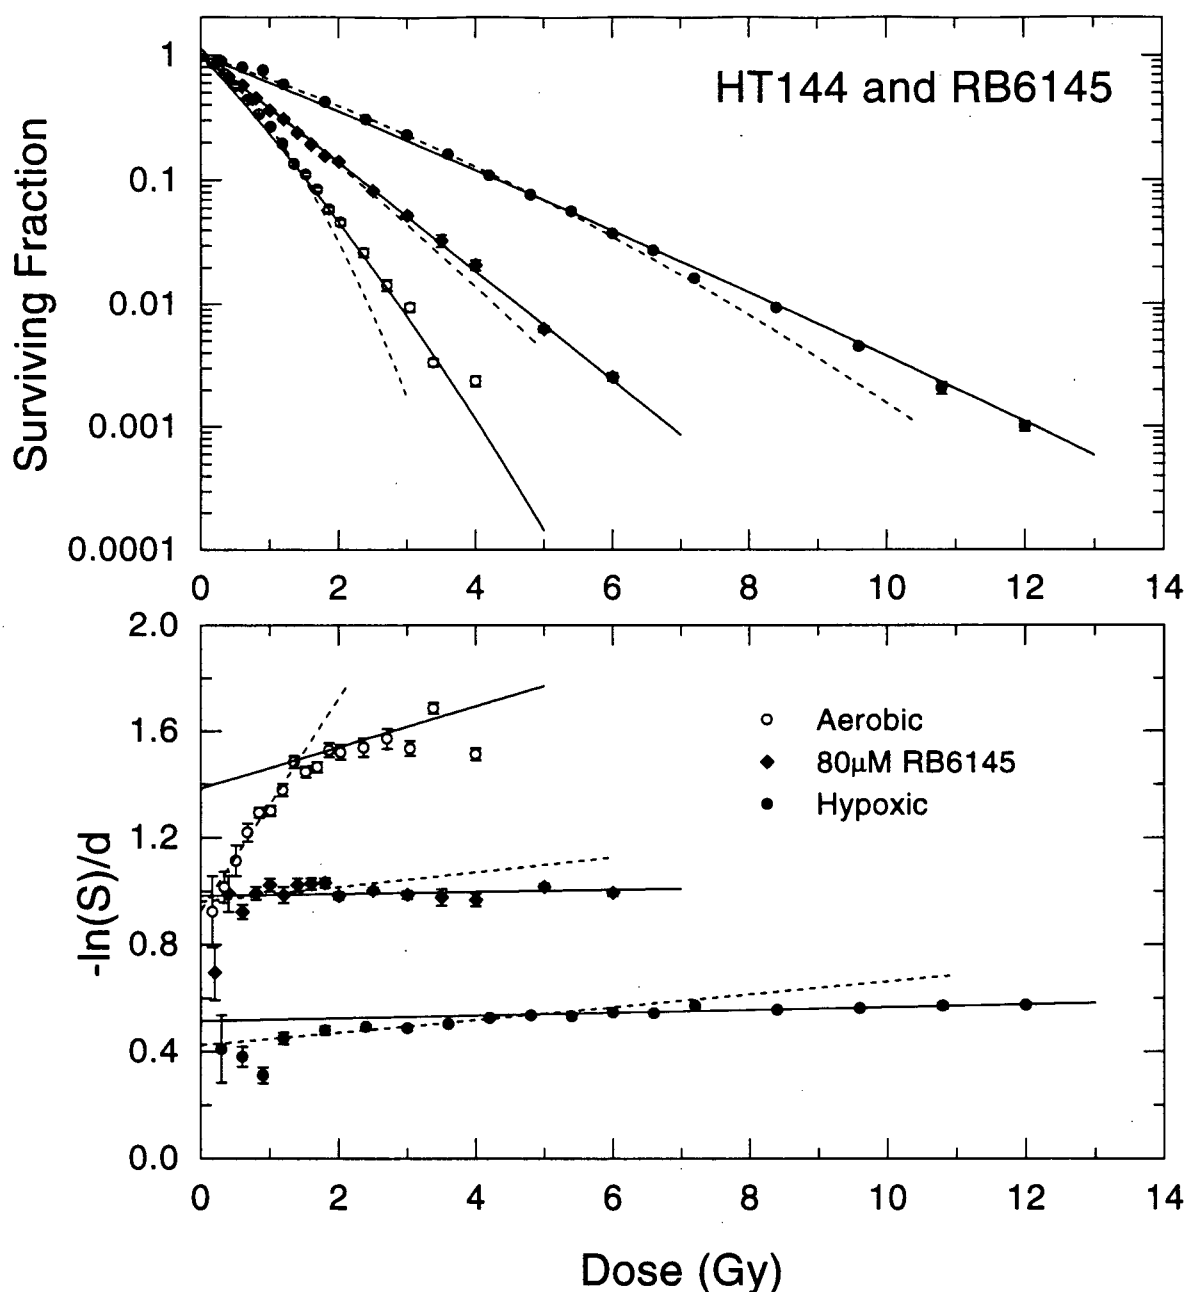 HT144 and RB6145
Surviving Fraction
1
0.1
0.01
0.001
0.0001
0 2 4 6 8 10 12 14
-ln(S)/d
2.0
1.6
1.2
0.8
0.4
0.0
Aerobic
80µM RB6145
Hypoxic
0 2 4 6 8 10 12 14
Dose (Gy)